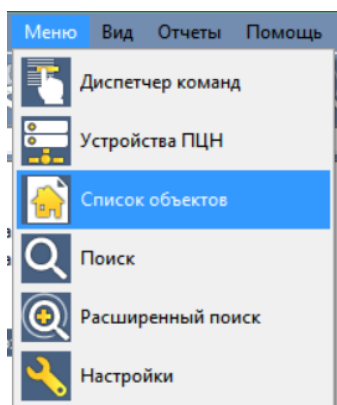 Меню Вид Отчеты Помощь
Диспетчер команд
Устройства ПЦН
Список объектов
Поиск
Расширенный поиск
Настройки